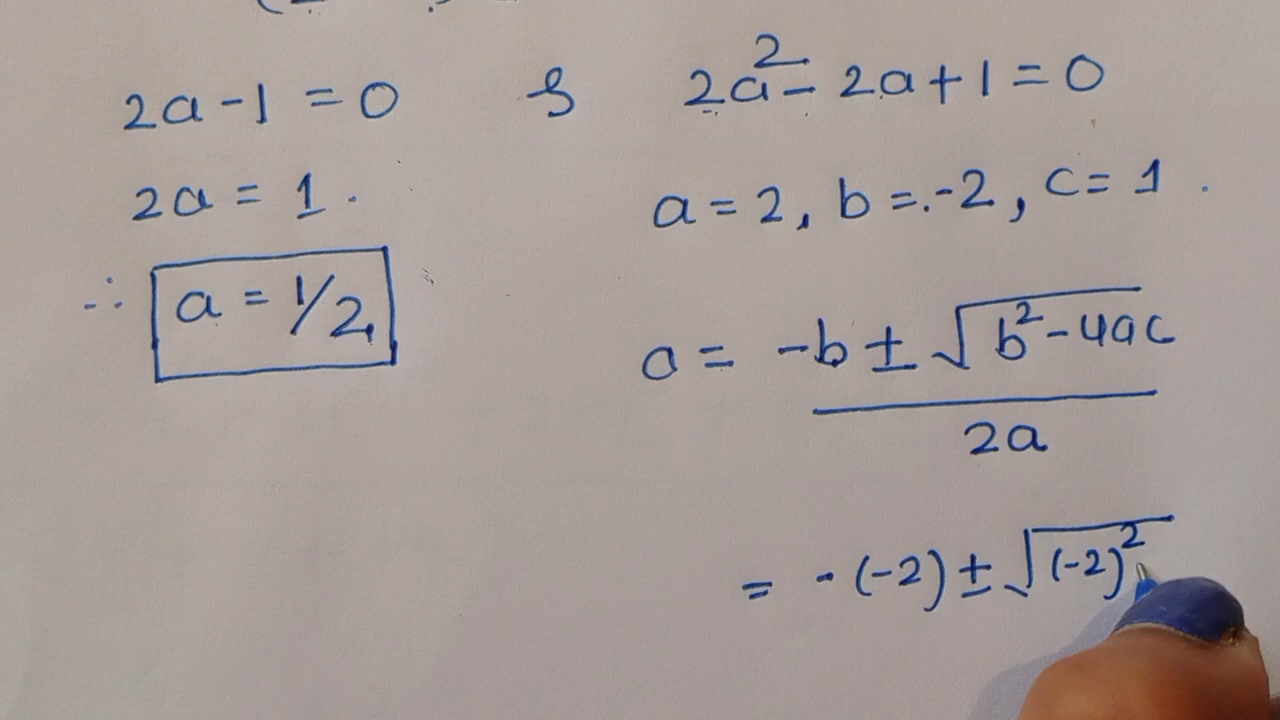 2a-1=0 & 2a²-2a+1=0
2a=1. a=2, b=-2, c=1.
∴ a=1/2 a= -b±√b²-4ac
2a
= -(-2)±√(-2)²